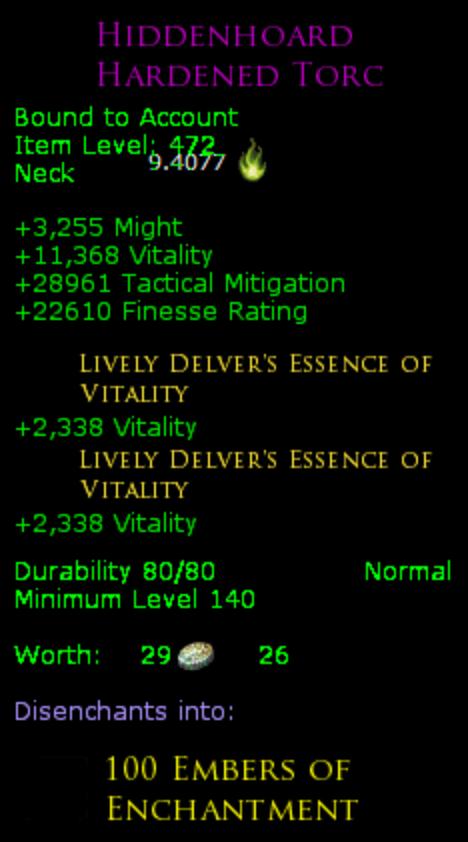 Hiddenhoard
Hardened Torc
Bound to Account
Item Level: 472
9.4077
Neck
+3,255 Might
+11,368 Vitality
+28961 Tactical Mitigation
+22610 Finesse Rating
Lively Delver's Essence of
Vitality
+2,338 Vitality
Lively Delver's Essence of
Vitality
+2,338 Vitality
Durability 80/80 Normal
Minimum Level 140
Worth: 29 26
Disenchants into:
100 Embers of
Enchantment